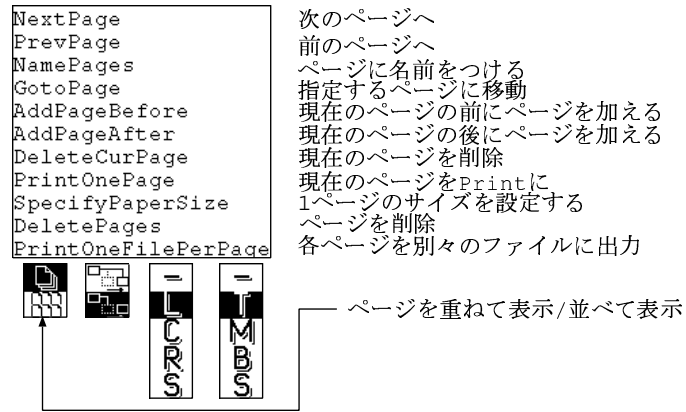 NextPage 次のページへ
PrevPage 前のページへ
NamePages ページに名前をつける
GotoPage 指定するページに移動
AddPageBefore 現在のページの前にページを加える
AddPageAfter 現在のページの後にページを加える
DeleteCurPage 現在のページを削除
PrintOnePage 現在のページをPrintに
SpecifyPaperSize 1ページのサイズを設定する
DeletePages ページを削除
PrintOneFilePerPage 各ページを別々のファイルに出力
— —
L T
C M
R B
S S
ページを重ねて表示/並べて表示